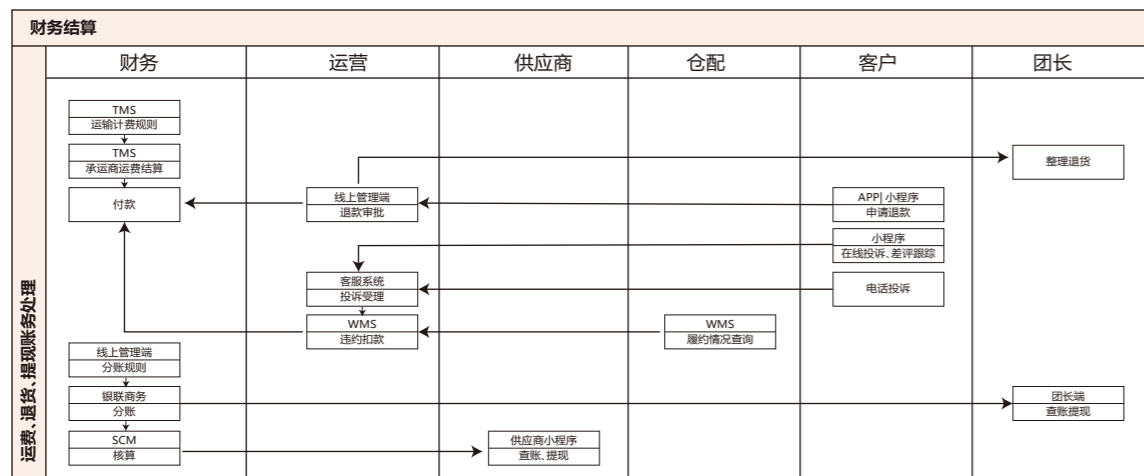 财务结算
运费、退货、提现账务处理
财务
运营
供应商
仓配
客户
团长
TMS
运输计费规则
TMS
承运商运费结算
整理退货
付款
线上管理端
退款审批
APP|小程序
申请退款
小程序
在线投诉、差评跟踪
客服系统
投诉受理
电话投诉
WMS
违约扣款
WMS
履约情况查询
线上管理端
分账规则
银联商务
分账
团长端
查账提现
SCM
核算
供应商小程序
查账、提现